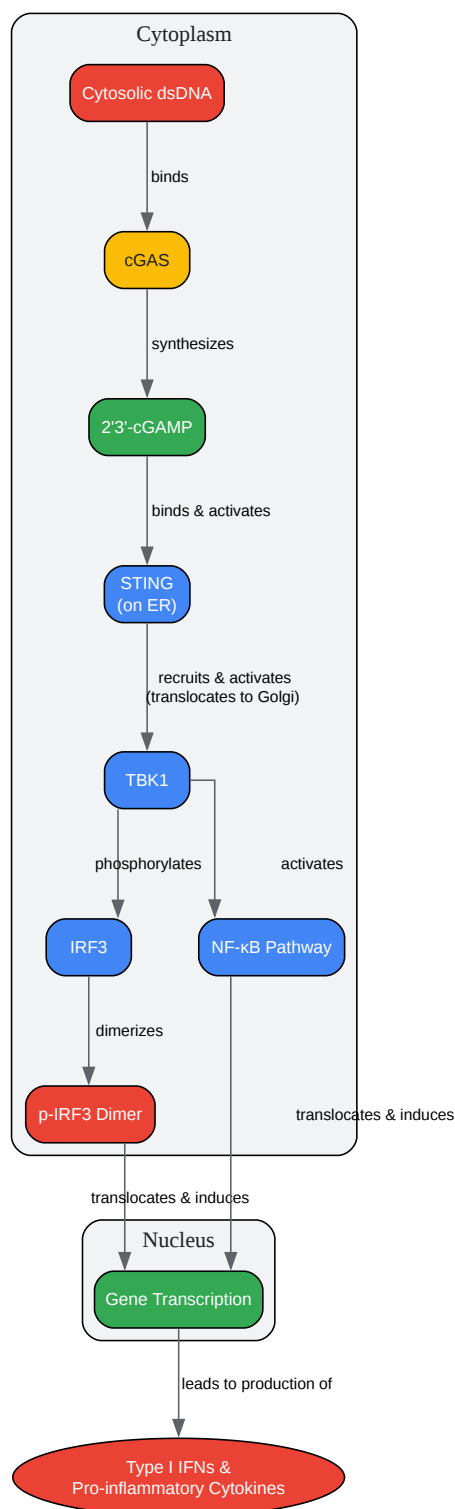 Cytoplasm
Cytosolic dsDNA
binds
cGAS
synthesizes
2'3'-cGAMP
binds & activates
STING
(on ER)
recruits & activates
(translocates to Golgi)
TBK1
phosphorylates
activates
IRF3
NF-κB Pathway
dimerizes
p-IRF3 Dimer
translocates & induces
translocates & induces
Nucleus
Gene Transcription
leads to production of
Type I IFNs &
Pro-inflammatory Cytokines